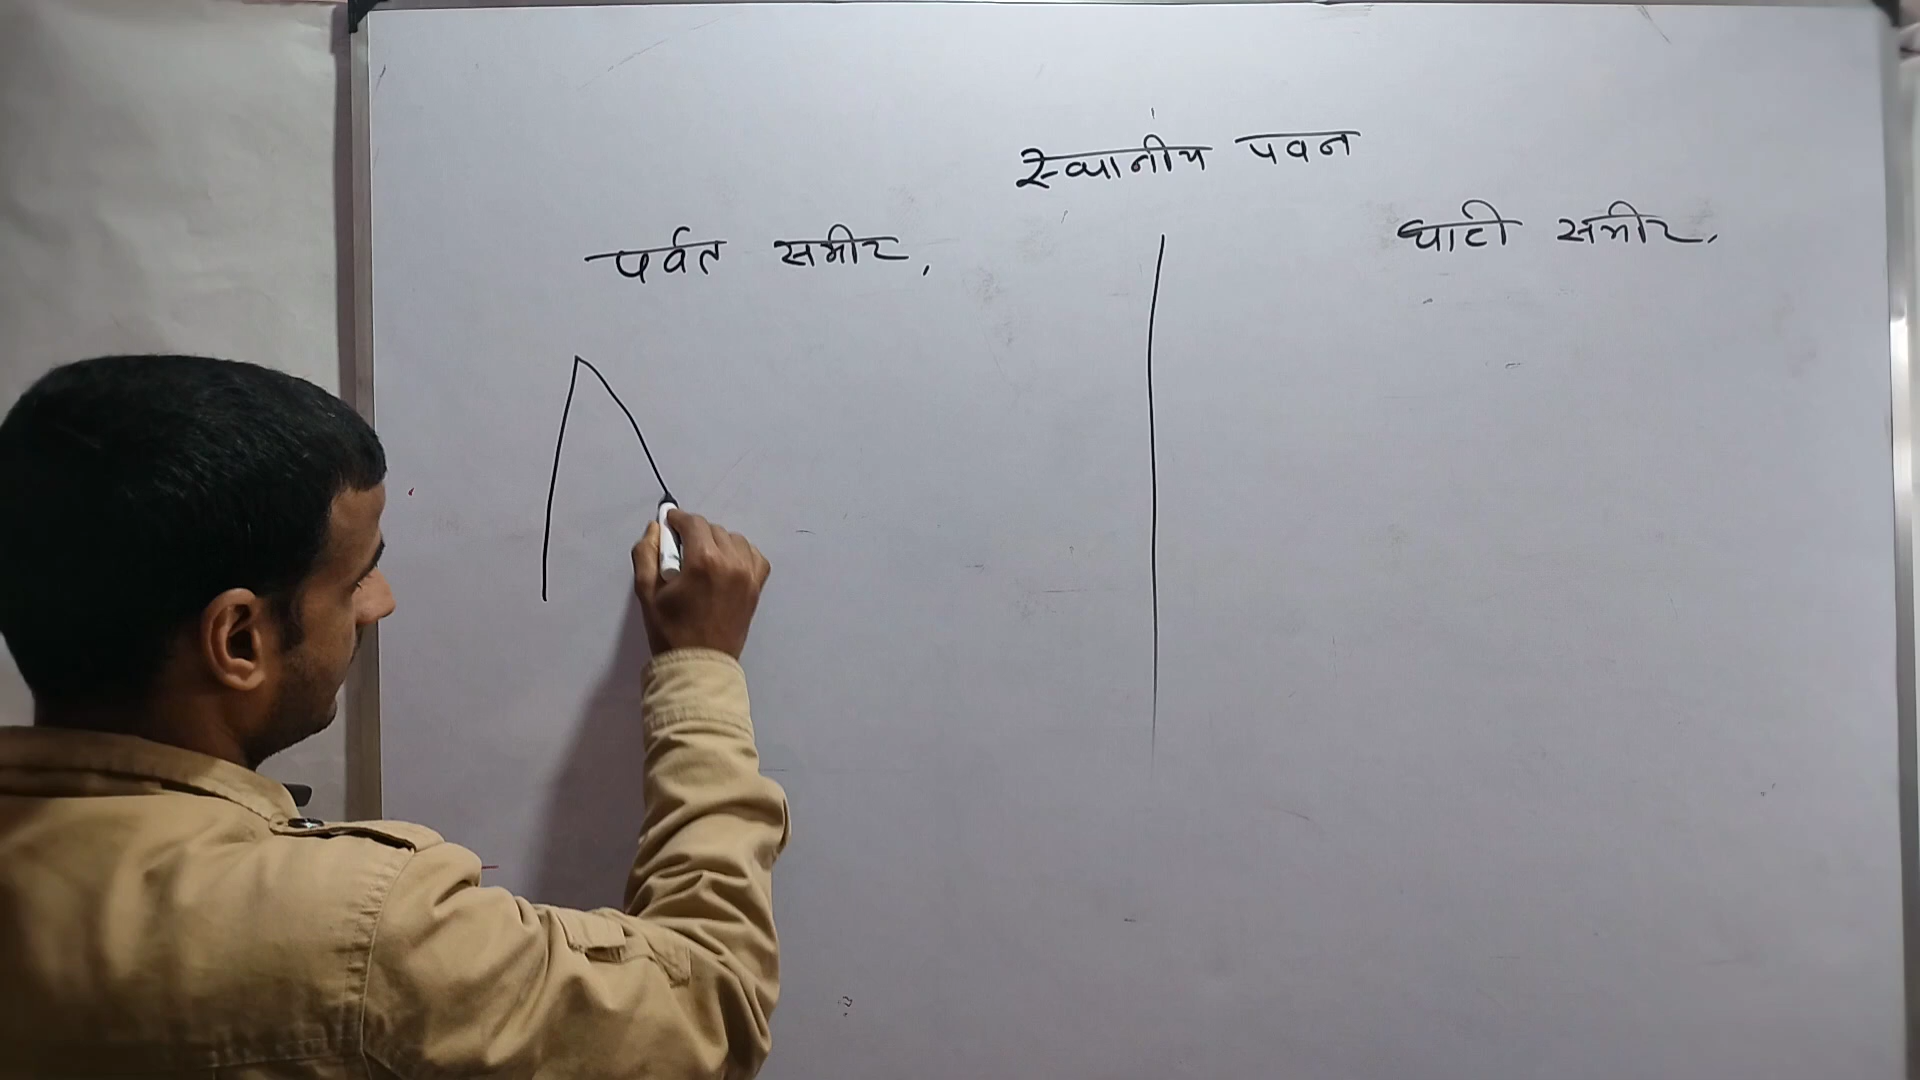 स्थानीय पवन
पर्वत समीर,
घाटी समीर,